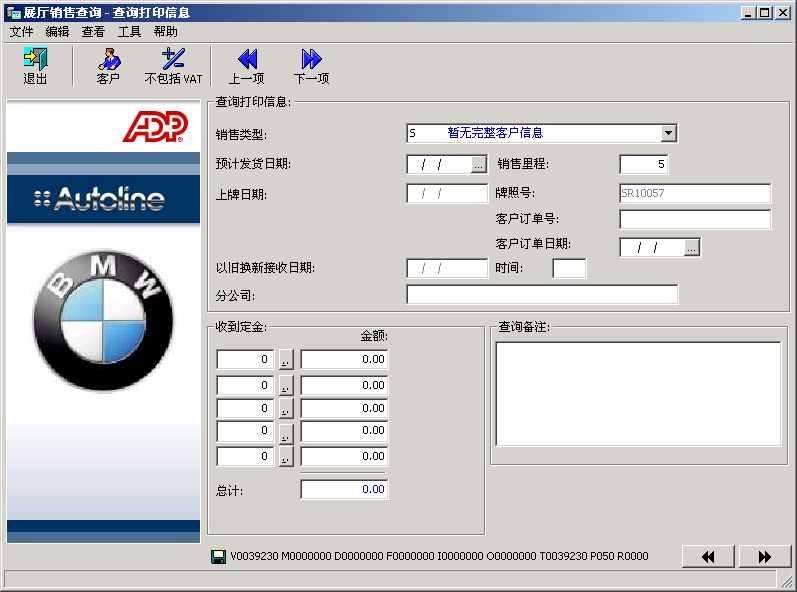 展厅销售查询 - 查询打印信息
文件 编辑 查看 工具 帮助
退出 客户 不包括 VAT 上一项 下一项
ADP
Autoline
BMW
查询打印信息:
销售类型: S 暂无完整客户信息
预计发货日期: / / ... 销售里程: 5
上牌日期: / / 牌照号: SR10057
客户订单号:
客户订单日期: / / ...
以旧换新接收日期: / / 时间:
分公司:
收到定金: 金额:
0 .. 0.00
0 .. 0.00
0 .. 0.00
0 .. 0.00
0 .. 0.00
总计: 0.00
查询备注:
V0039230 M0000000 D0000000 F0000000 I0000000 O0000000 T0039230 P050 R0000